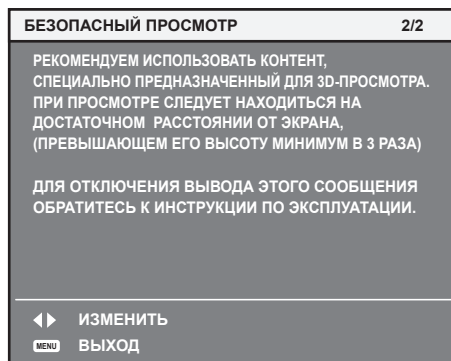 БЕЗОПАСНЫЙ ПРОСМОТР 2/2
РЕКОМЕНДУЕМ ИСПОЛЬЗОВАТЬ КОНТЕНТ,
СПЕЦИАЛЬНО ПРЕДНАЗНАЧЕННЫЙ ДЛЯ 3D-ПРОСМОТРА.
ПРИ ПРОСМОТРЕ СЛЕДУЕТ НАХОДИТЬСЯ НА
ДОСТАТОЧНОМ РАССТОЯНИИ ОТ ЭКРАНА,
(ПРЕВЫШАЮЩЕМ ЕГО ВЫСОТУ МИНИМУМ В 3 РАЗА)
ДЛЯ ОТКЛЮЧЕНИЯ ВЫВОДА ЭТОГО СООБЩЕНИЯ
ОБРАТИТЕСЬ К ИНСТРУКЦИИ ПО ЭКСПЛУАТАЦИИ.
ИЗМЕНИТЬ
MENU ВЫХОД